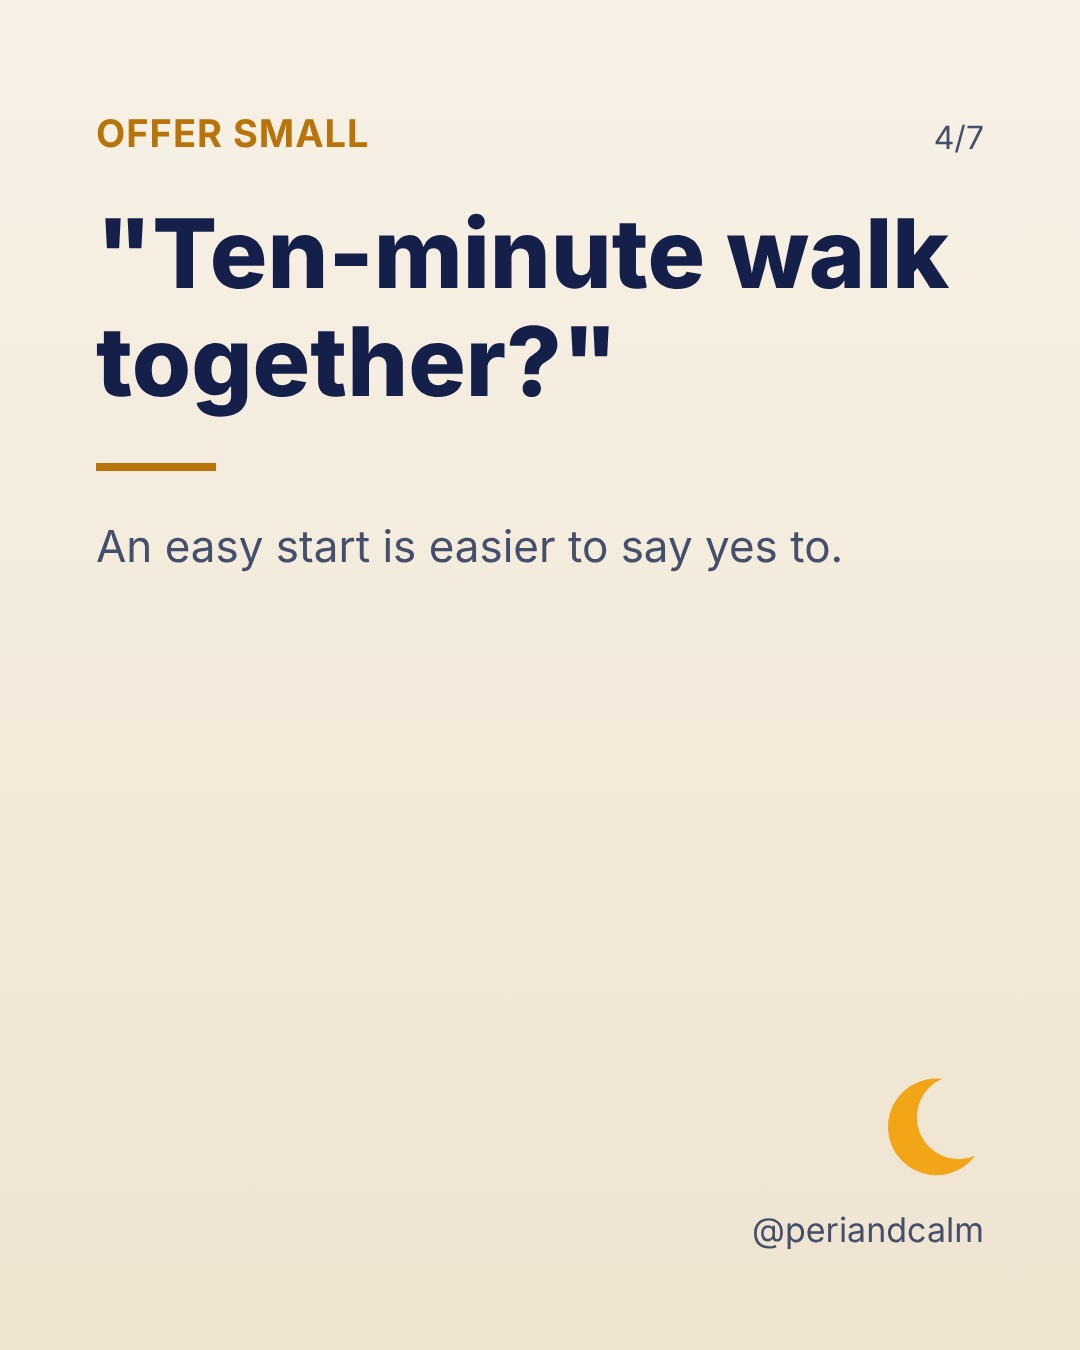 OFFER SMALL
4/7
"Ten-minute walk
together?"
An easy start is easier to say yes to.
@periandcalm